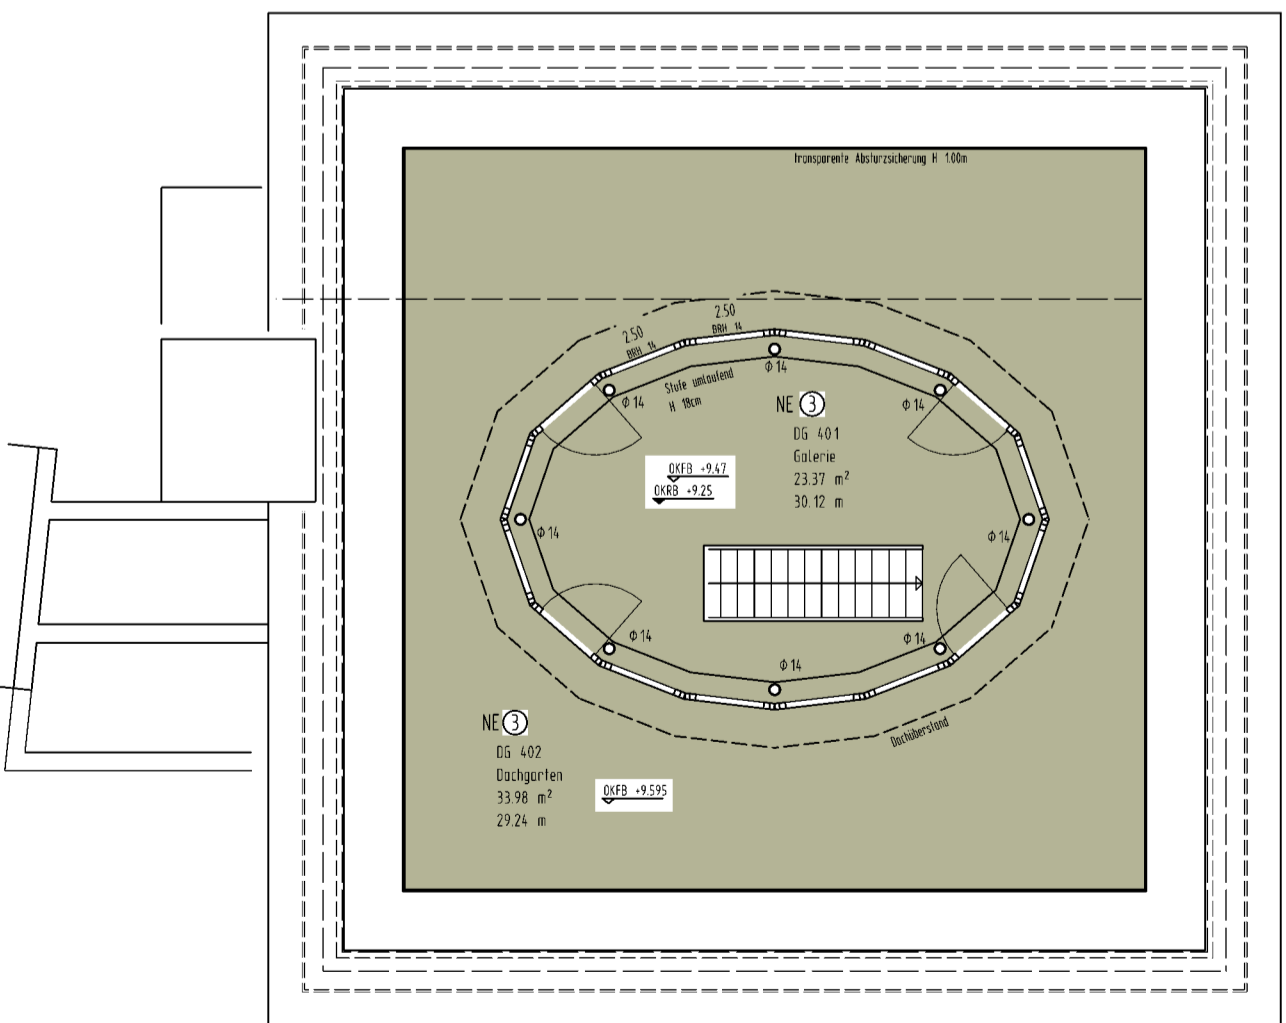 transparente Absturzsicherung H 1.00m
2.50
BRH 14
2.50
BRH 14
Stufe umlaufend
H 18cm
Φ 14
Φ 14
Φ 14
NE 3
DG 401
Galerie
23.37 m²
30.12 m
OKFB +9.47
OKRB +9.25
Φ 14
Φ 14
Φ 14
Φ 14
Φ 14
NE 3
DG 402
Dachgarten
33.98 m²
29.24 m
OKFB +9.595
Dachüberstand